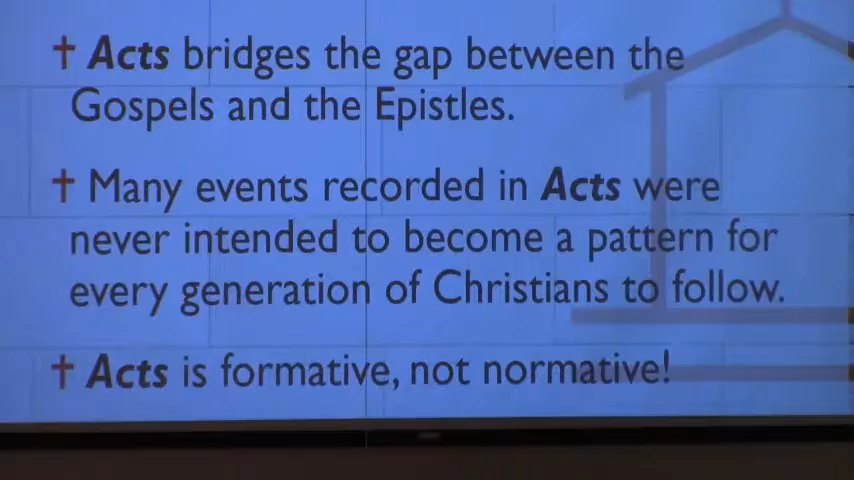 † Acts bridges the gap between the
Gospels and the Epistles.
† Many events recorded in Acts were
never intended to become a pattern for
every generation of Christians to follow.
† Acts is formative, not normative!